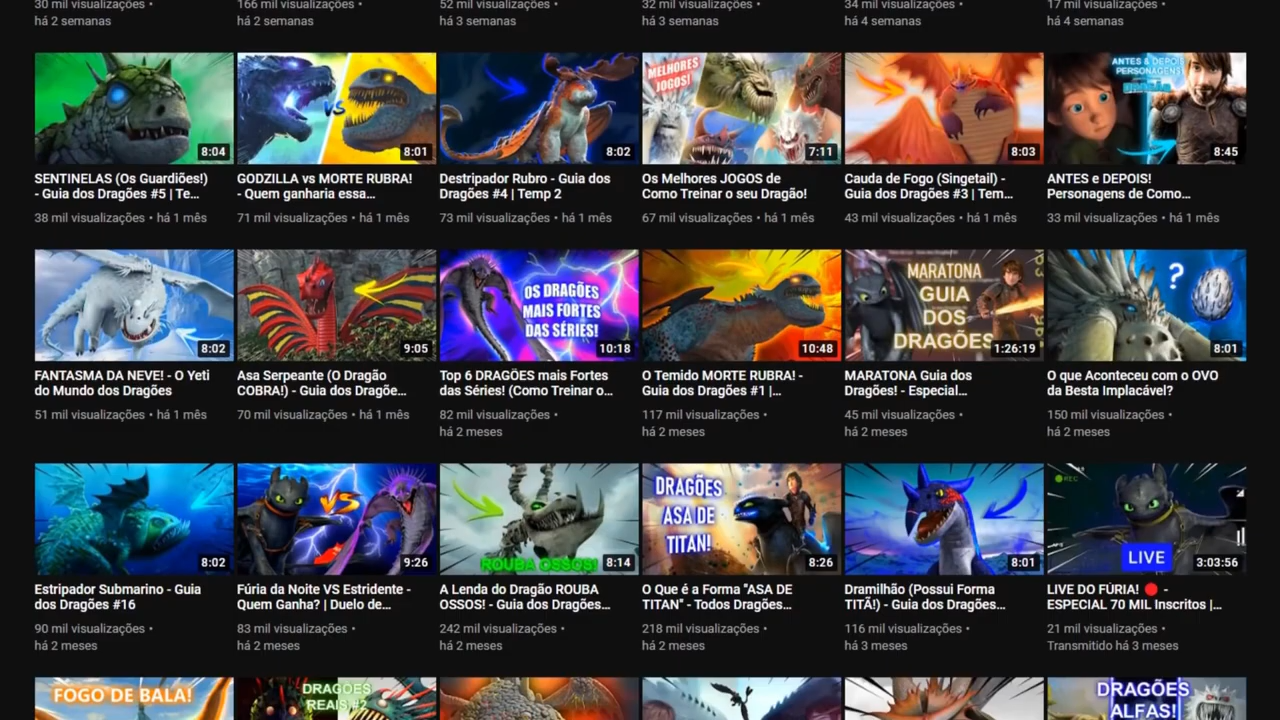 30 mil visualizações •
há 2 semanas
166 mil visualizações •
há 2 semanas
52 mil visualizações •
há 3 semanas
32 mil visualizações •
há 3 semanas
34 mil visualizações •
há 4 semanas
17 mil visualizações •
há 4 semanas
8:04
SENTINELAS (Os Guardiões!)
- Guia dos Dragões #5 | Te...
38 mil visualizações • há 1 mês
VS
8:01
GODZILLA vs MORTE RUBRA!
- Quem ganharia essa...
71 mil visualizações • há 1 mês
8:02
Destripador Rubro - Guia dos
Dragões #4 | Temp 2
73 mil visualizações • há 1 mês
MELHORES
JOGOS!
7:11
Os Melhores JOGOS de
Como Treinar o seu Dragão!
67 mil visualizações • há 1 mês
8:03
Cauda de Fogo (Singetail) -
Guia dos Dragões #3 | Tem...
43 mil visualizações • há 1 mês
ANTES & DEPOIS
PERSONAGENS
8:45
ANTES e DEPOIS!
Personagens de Como...
33 mil visualizações • há 1 mês
8:02
FANTASMA DA NEVE! - O Yeti
do Mundo dos Dragões
51 mil visualizações • há 1 mês
9:05
Asa Serpeante (O Dragão
COBRA!) - Guia dos Dragõe...
70 mil visualizações • há 1 mês
OS DRAGÕES
MAIS FORTES
DAS SÉRIES!
10:18
Top 6 DRAGÕES mais Fortes
das Séries! (Como Treinar o...
82 mil visualizações •
há 2 meses
10:48
O Temido MORTE RUBRA! -
Guia dos Dragões #1 |...
117 mil visualizações •
há 2 meses
MARATONA
GUIA
DOS
DRAGÕES
1:26:19
MARATONA Guia dos
Dragões! - Especial...
45 mil visualizações •
há 2 meses
?
8:01
O que Aconteceu com o OVO
da Besta Implacável?
150 mil visualizações •
há 2 meses
8:02
Estripador Submarino - Guia
dos Dragões #16
90 mil visualizações •
há 2 meses
VS
9:26
Fúria da Noite VS Estridente -
Quem Ganha? | Duelo de...
83 mil visualizações •
há 2 meses
ROUBA OSSOS!
8:14
A Lenda do Dragão ROUBA
OSSOS! - Guia dos Dragões...
242 mil visualizações •
há 2 meses
DRAGÕES
ASA DE
TITAN!
8:26
O Que é a Forma "ASA DE
TITAN" - Todos Dragões...
218 mil visualizações •
há 2 meses
8:01
Dramilhão (Possui Forma
TITÃ!) - Guia dos Dragões...
116 mil visualizações •
há 3 meses
REC
LIVE
3:03:56
LIVE DO FÚRIA! 🔴 -
ESPECIAL 70 MIL Inscritos |...
21 mil visualizações •
Transmitido há 3 meses
FOGO DE BALA!
DRAGÕES
REAIS #2
DRAGÕES
ALFAS!